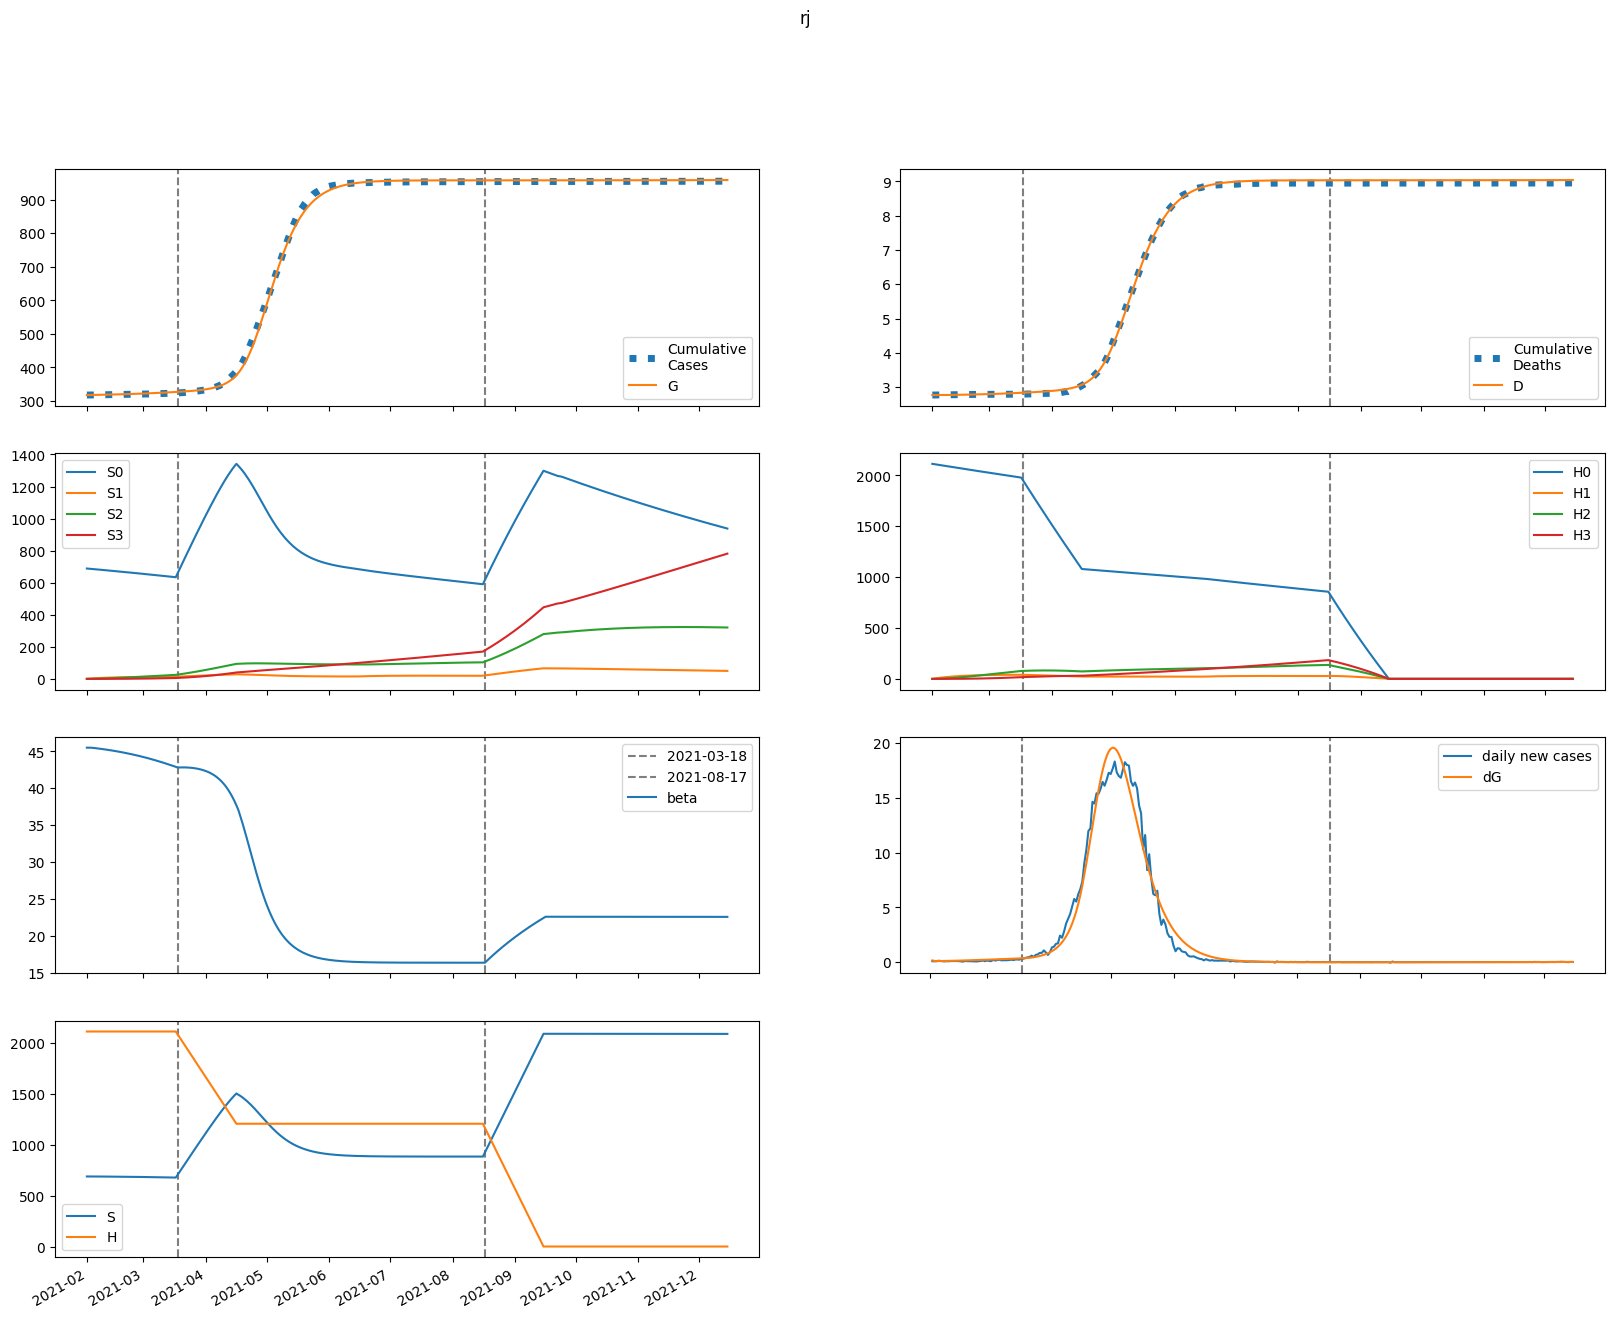 rj
900
800
700
600
500
400
300
Cumulative
Cases
G
9
8
7
6
5
4
3
Cumulative
Deaths
D
1400
1200
1000
800
600
400
200
0
S0
S1
S2
S3
2000
1500
1000
500
0
H0
H1
H2
H3
45
40
35
30
25
20
15
2021-03-18
2021-08-17
beta
20
15
10
5
0
daily new cases
dG
2000
1500
1000
500
0
S
H
2021-02
2021-03
2021-04
2021-05
2021-06
2021-07
2021-08
2021-09
2021-10
2021-11
2021-12